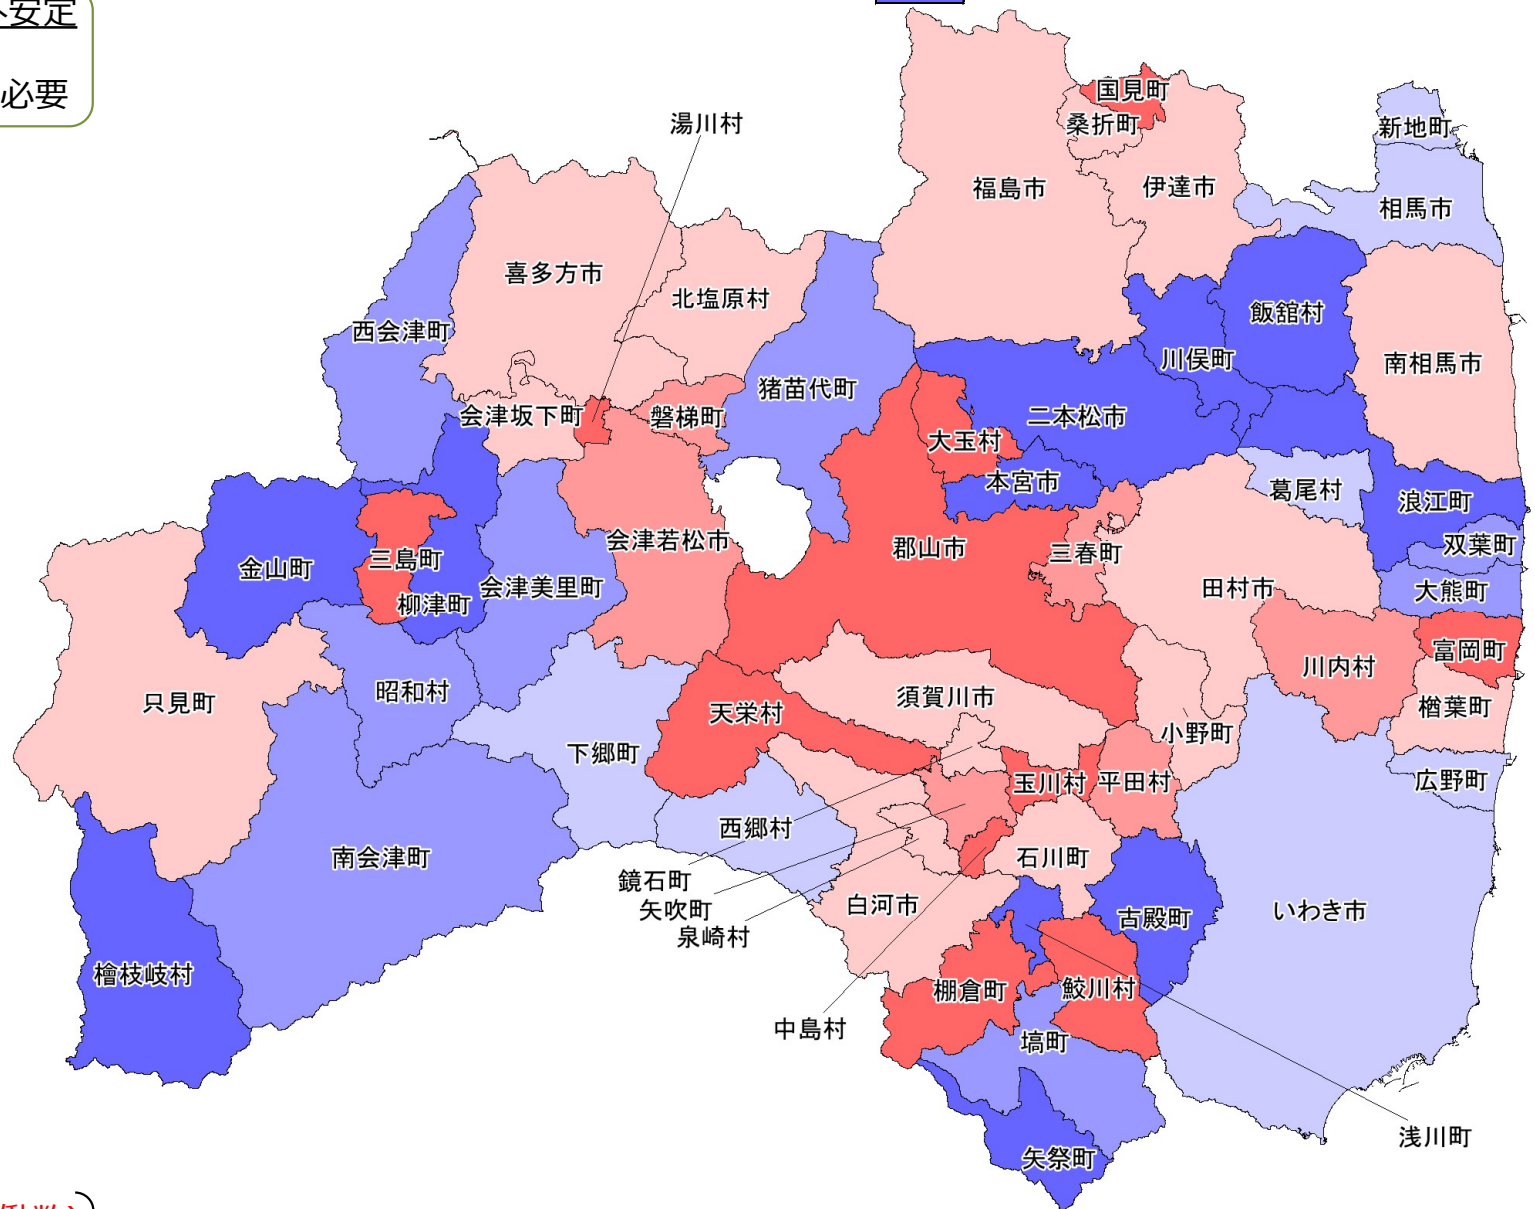 安定
必要
国見町
桑折町
湯川村
新地町
福島市
伊達市
相馬市
喜多方市
北塩原村
飯舘村
西会津町
川俣町
南相馬市
猪苗代町
会津坂下町
磐梯町
二本松市
大玉村
本宮市
葛尾村
浪江町
会津若松市
郡山市
三春町
双葉町
金山町
三島町
会津美里町
田村市
大熊町
柳津町
富岡町
川内村
昭和村
只見町
須賀川市
楢葉町
天栄村
小野町
下郷町
玉川村
平田村
広野町
西郷村
南会津町
石川町
鏡石町
矢吹町
白河市
古殿町
いわき市
泉崎村
檜枝岐村
棚倉町
鮫川村
中島村
塙町
浅川町
矢祭町